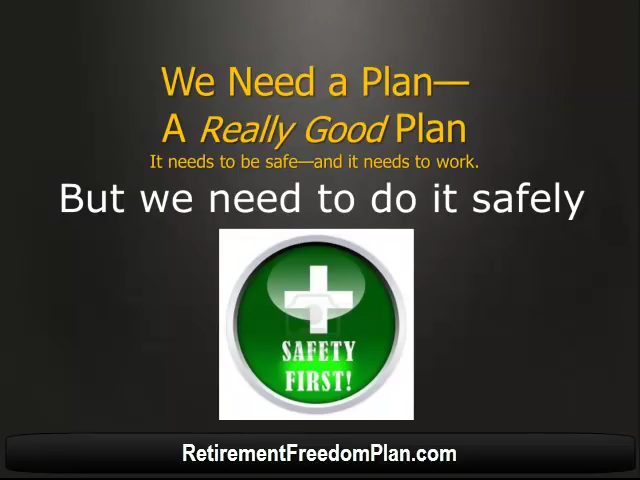 We Need a Plan—
A Really Good Plan
It needs to be safe—and it needs to work.
But we need to do it safely
SAFETY
FIRST!
RetirementFreedomPlan.com